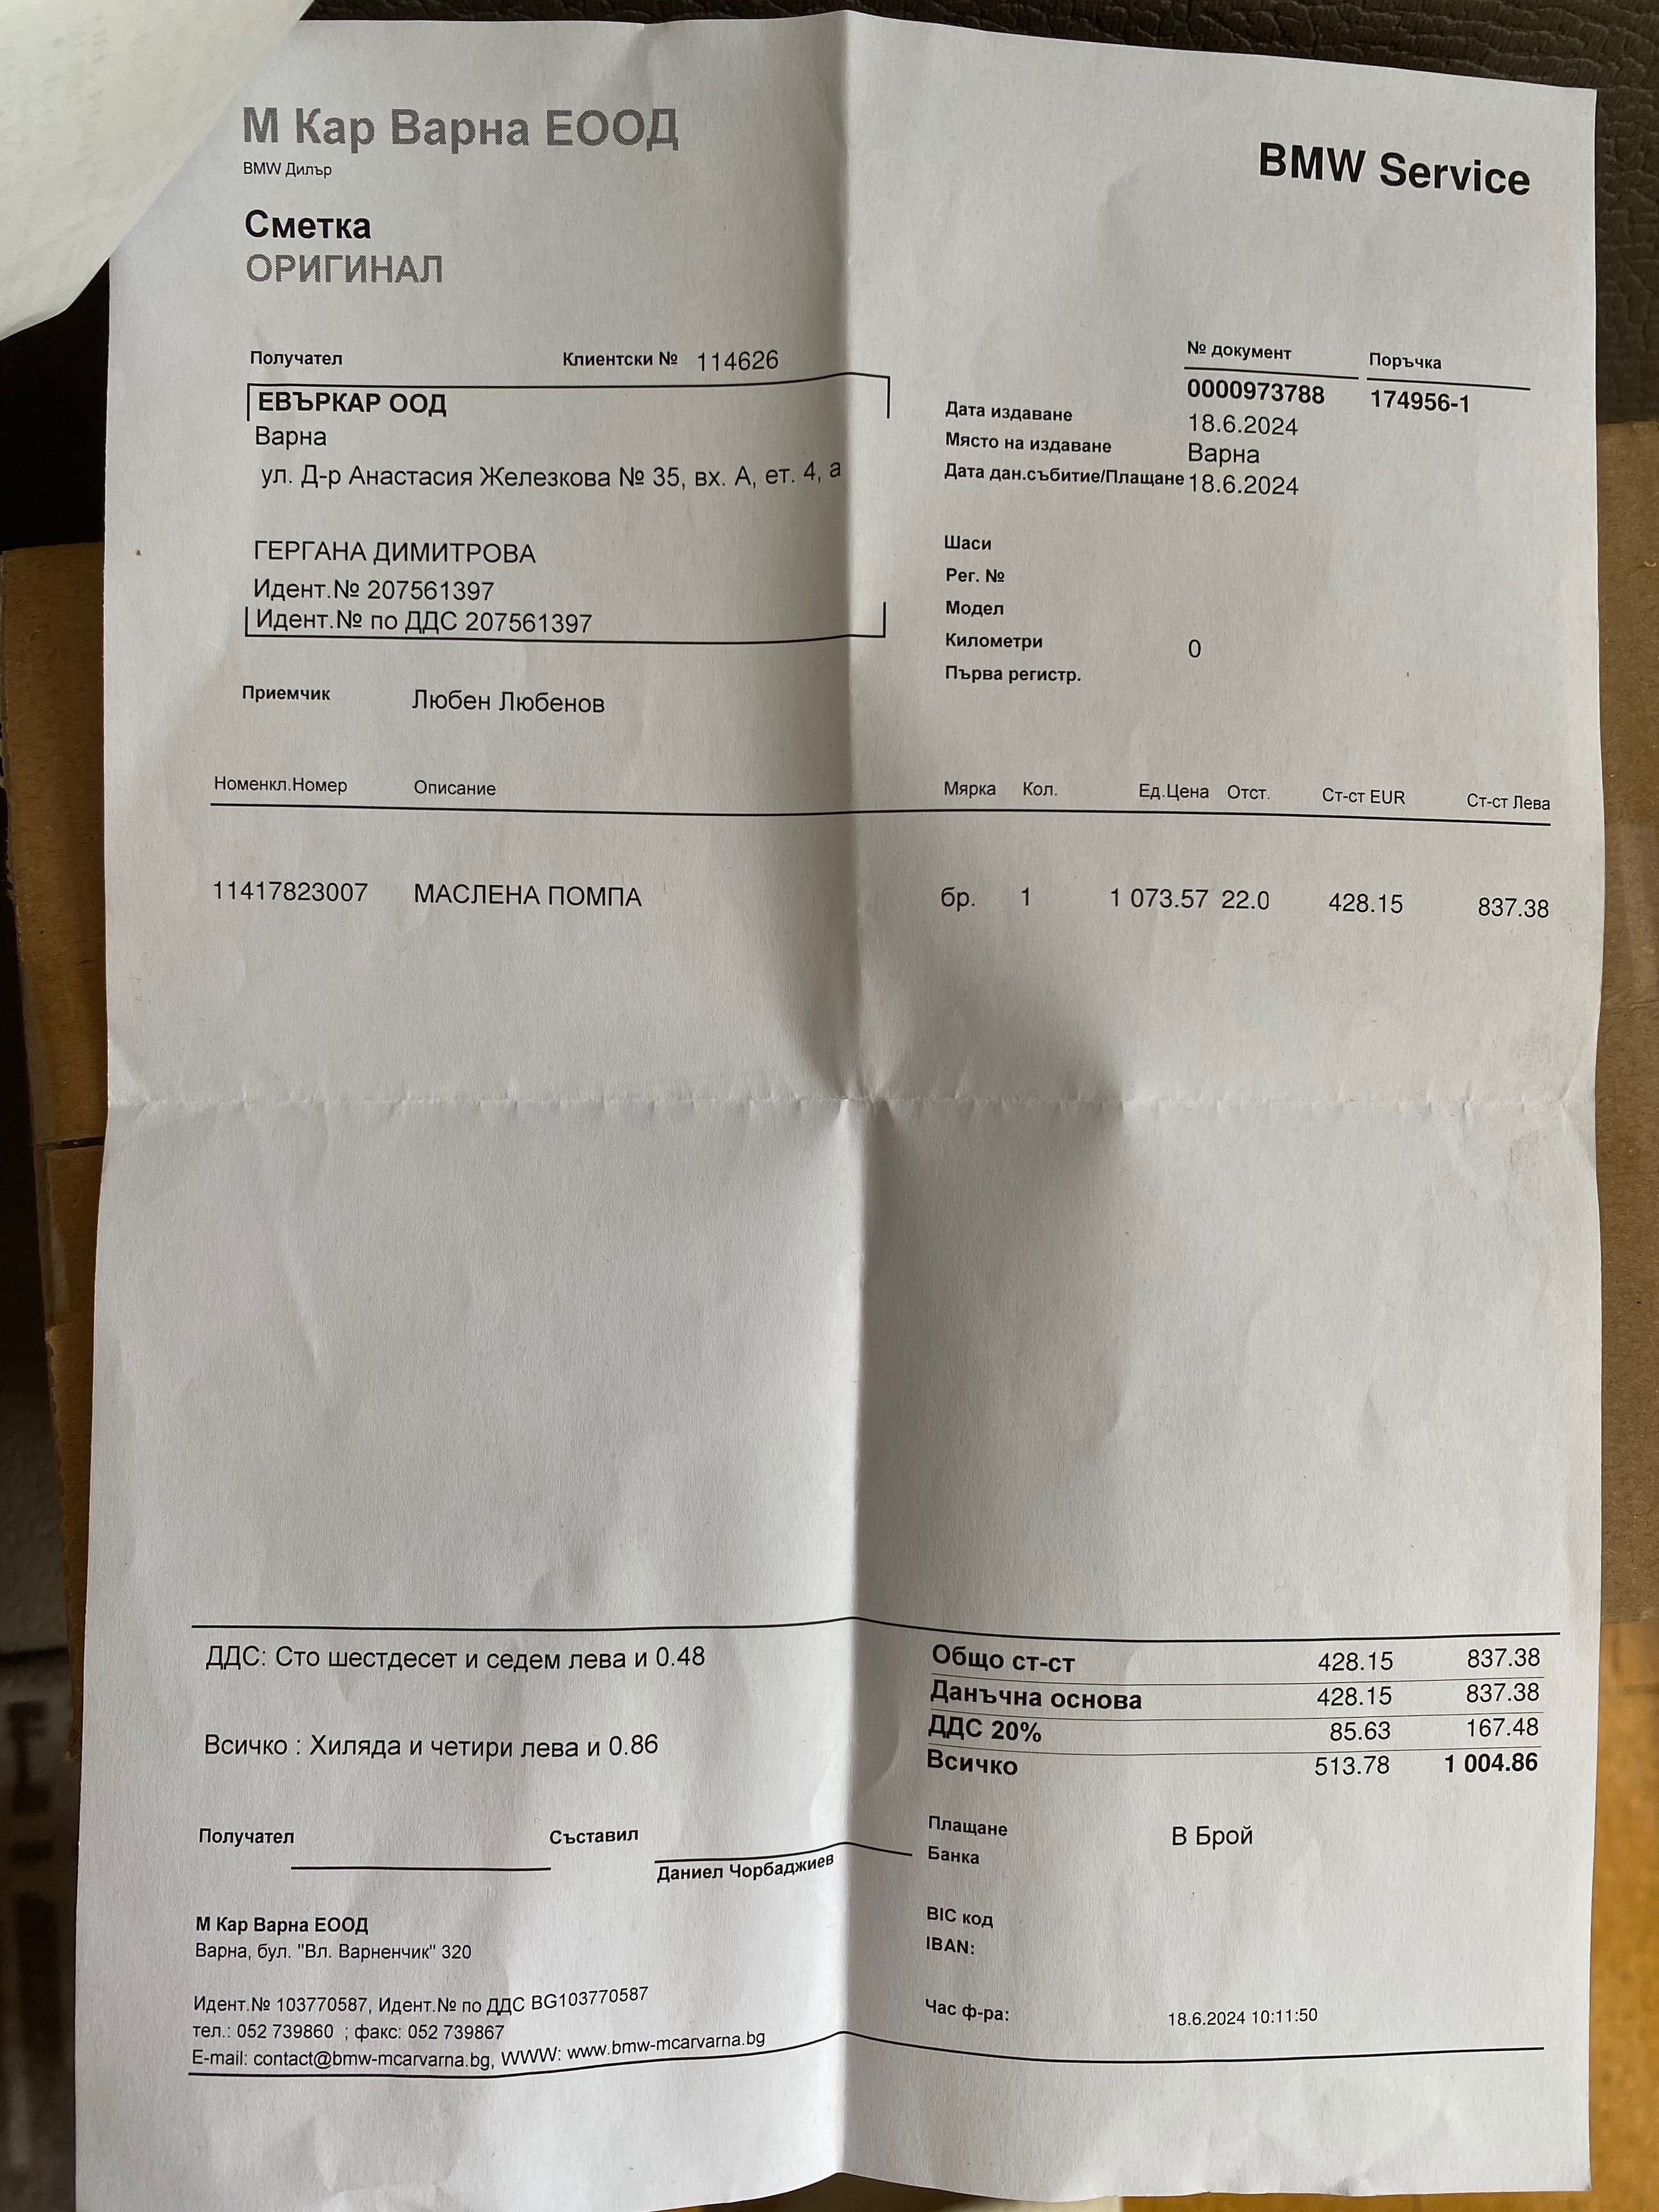 М Кар Варна ЕООД
BMW Дилър
BMW Service
Сметка
ОРИГИНАЛ
Получател Клиентски № 114626
ЕВЪРКАР ООД
Варна
ул. Д-р Анастасия Железкова № 35, вх. А, ет. 4, а
ГЕРГАНА ДИМИТРОВА
Идент.№ 207561397
Идент.№ по ДДС 207561397
№ документ Поръчка
0000973788 174956-1
Дата издаване 18.6.2024
Място на издаване Варна
Дата дан.събитие/Плащане 18.6.2024
Шаси
Рег. №
Модел
Километри 0
Първа регистр.
Приемчик Любен Любенов
Номенкл.Номер Описание Мярка Кол. Ед.Цена Отст. Ст-ст EUR Ст-ст Лева
11417823007 МАСЛЕНА ПОМПА бр. 1 1 073.57 22.0 428.15 837.38
ДДС: Сто шестдесет и седем лева и 0.48
Всичко : Хиляда и четири лева и 0.86
Общо ст-ст 428.15 837.38
Данъчна основа 428.15 837.38
ДДС 20% 85.63 167.48
Всичко 513.78 1 004.86
Получател Съставил
Даниел Чорбаджиев
Плащане В Брой
Банка
BIC код
IBAN:
Час ф-ра: 18.6.2024 10:11:50
М Кар Варна ЕООД
Варна, бул. "Вл. Варненчик" 320
Идент.№ 103770587, Идент.№ по ДДС BG103770587
тел.: 052 739860 ; факс: 052 739867
E-mail: contact@bmw-mcarvarna.bg, WWW: www.bmw-mcarvarna.bg